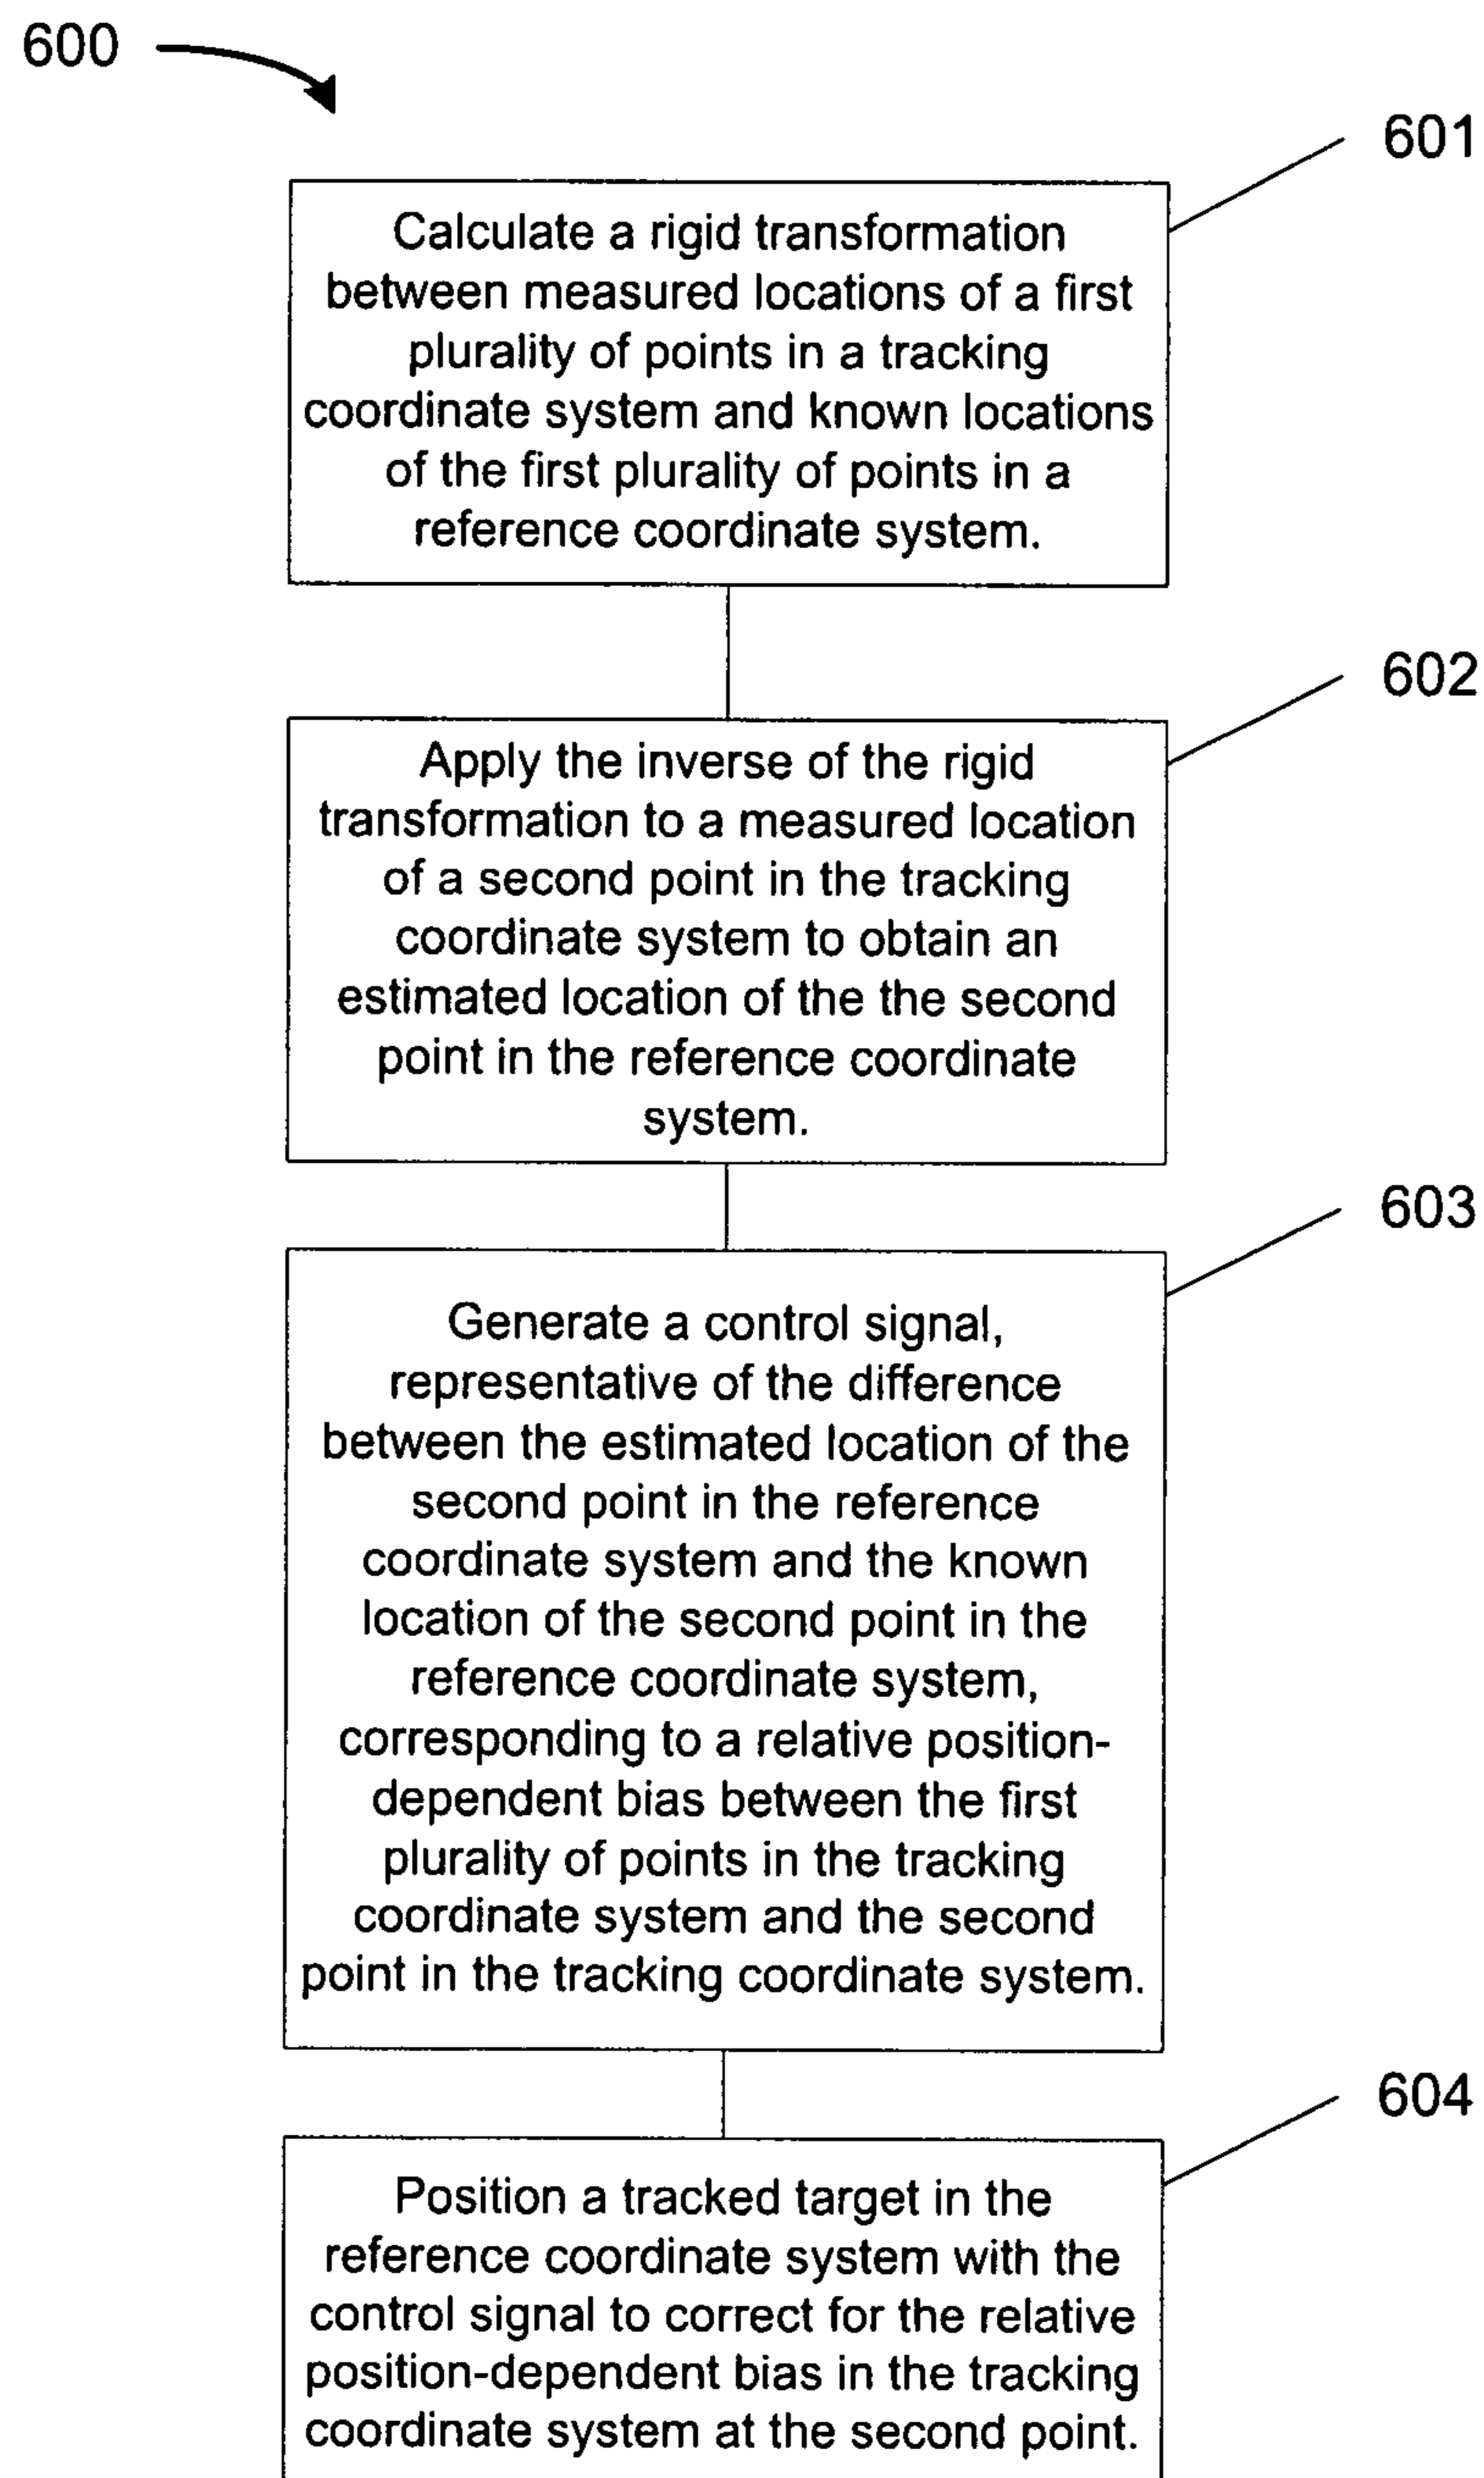 600
601
Calculate a rigid transformation
between measured locations of a first
plurality of points in a tracking
coordinate system and known locations
of the first plurality of points in a
reference coordinate system.
602
Apply the inverse of the rigid
transformation to a measured location
of a second point in the tracking
coordinate system to obtain an
estimated location of the the second
point in the reference coordinate
system.
603
Generate a control signal,
representative of the difference
between the estimated location of the
second point in the reference
coordinate system and the known
location of the second point in the
reference coordinate system,
corresponding to a relative position-
dependent bias between the first
plurality of points in the tracking
coordinate system and the second
point in the tracking coordinate system.
604
Position a tracked target in the
reference coordinate system with the
control signal to correct for the relative
position-dependent bias in the tracking
coordinate system at the second point.